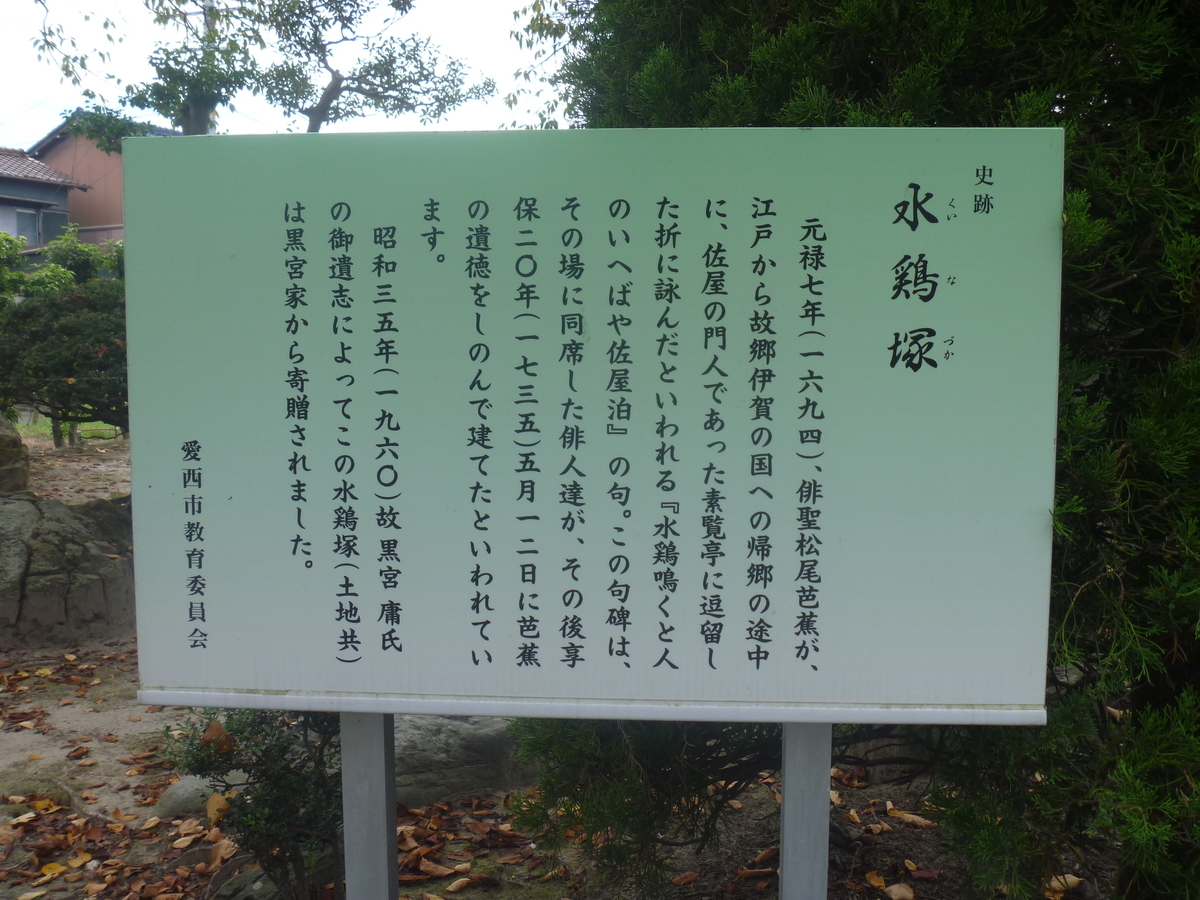 史跡
水鶏塚
くいなづか
元禄七年(一六九四)、俳聖松尾芭蕉が、
江戸から故郷伊賀の国への帰郷の途中
に、佐屋の門人であった素覧亭に逗留し
た折に詠んだといわれる『水鶏鳴くと人
のいへばや佐屋泊』の句。この句碑は、
その場に同席した俳人達が、その後享
保二〇年(一七三五)五月一二日に芭蕉
の遺徳をしのんで建てたといわれてい
ます。
昭和三五年(一九六〇)故 黒宮 庸氏
の御遺志によってこの水鶏塚(土地共)
は黒宮家から寄贈されました。
愛西市教育委員会